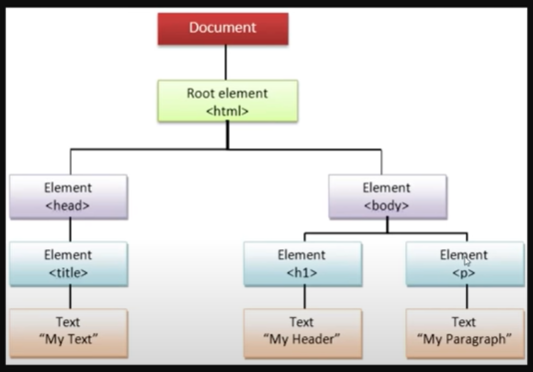 Document
Root element
<html>
Element
<head>
Element
<body>
Element
<title>
Element
<h1>
Element
<p>
Text
"My Text"
Text
"My Header"
Text
"My Paragraph"